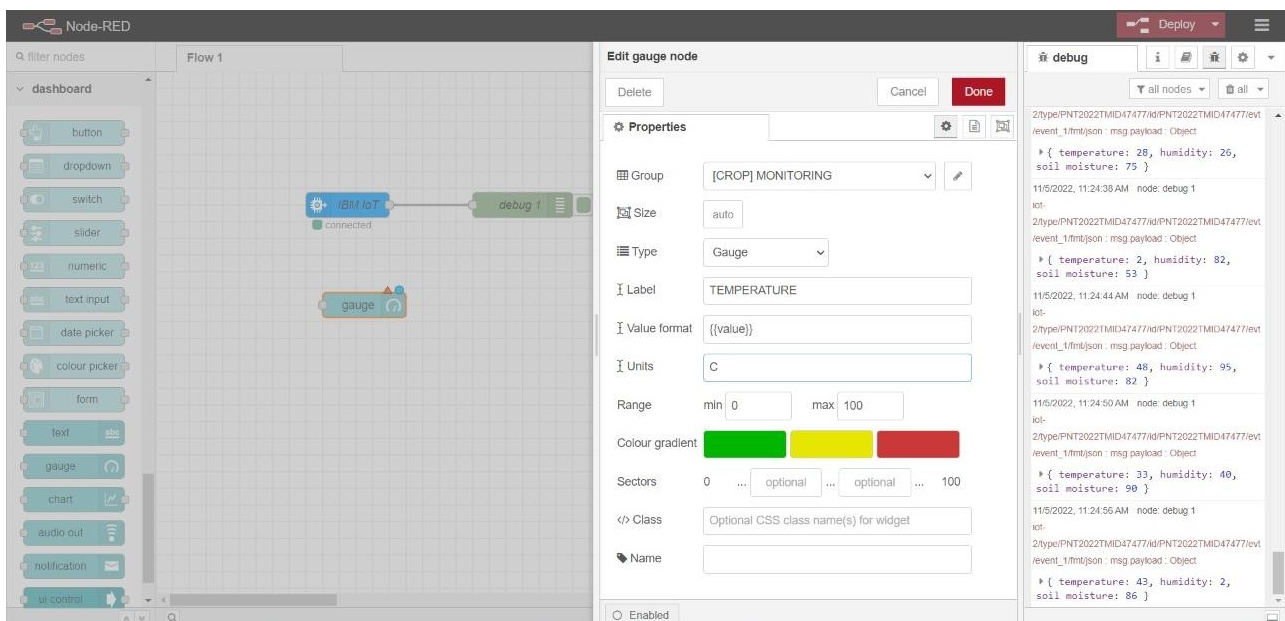 Node-RED
Deploy
filter nodes
dashboard
button
dropdown
switch
slider
numeric
text input
date picker
colour picker
form
text
gauge
chart
audio out
notification
ui control
Flow 1
IBM IoT
connected
debug 1
gauge
Edit gauge node
Delete
Cancel
Done
Properties
Group
[CROP] MONITORING
Size
auto
Type
Gauge
Label
TEMPERATURE
Value format
{{value}}
Units
C
Range
min 0
max 100
Colour gradient
Sectors
0 ... optional ... optional ... 100
</> Class
Optional CSS class name(s) for widget
Name
Enabled
debug
all nodes
all
2/type/PNT2022TMID47477/id/PNT2022TMID47477/evt
/event_1/fmt/json : msg.payload : Object
{ temperature: 28, humidity: 26,
soil moisture: 75 }
11/5/2022, 11:24:38 AM node: debug 1
iot-
2/type/PNT2022TMID47477/id/PNT2022TMID47477/evt
/event_1/fmt/json : msg.payload : Object
{ temperature: 2, humidity: 82,
soil moisture: 53 }
11/5/2022, 11:24:44 AM node: debug 1
iot-
2/type/PNT2022TMID47477/id/PNT2022TMID47477/evt
/event_1/fmt/json : msg.payload : Object
{ temperature: 48, humidity: 95,
soil moisture: 82 }
11/5/2022, 11:24:50 AM node: debug 1
iot-
2/type/PNT2022TMID47477/id/PNT2022TMID47477/evt
/event_1/fmt/json : msg.payload : Object
{ temperature: 33, humidity: 40,
soil moisture: 90 }
11/5/2022, 11:24:56 AM node: debug 1
iot-
2/type/PNT2022TMID47477/id/PNT2022TMID47477/evt
/event_1/fmt/json : msg.payload : Object
{ temperature: 43, humidity: 2,
soil moisture: 86 }